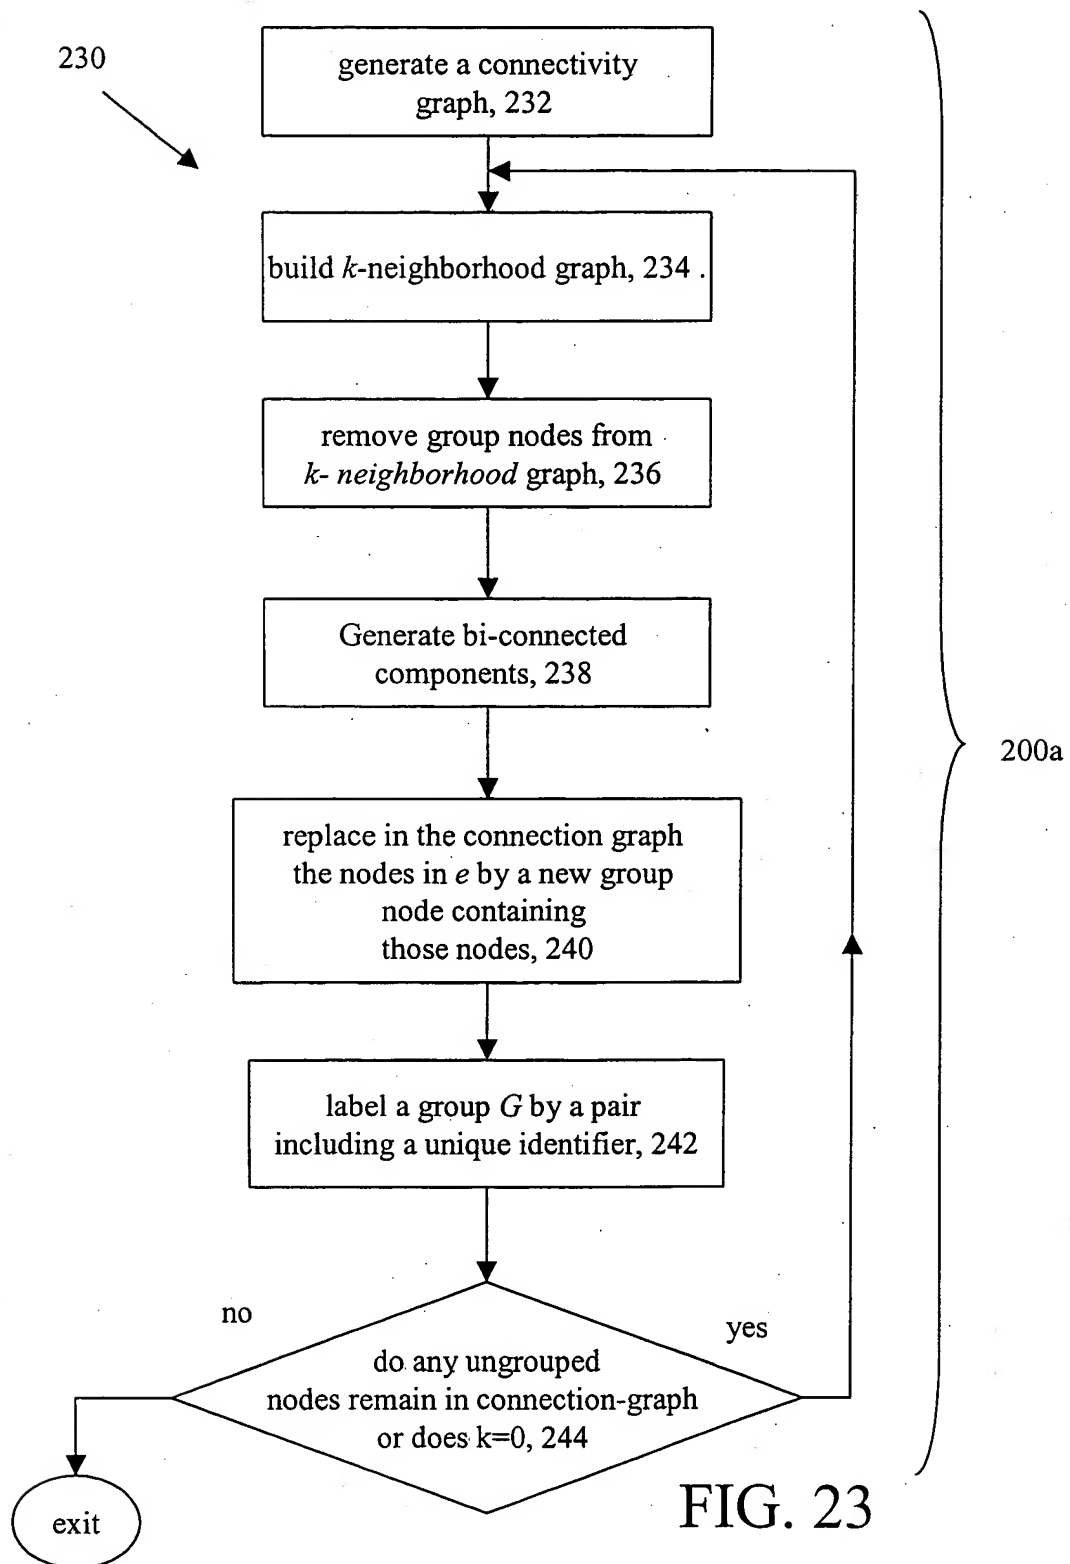 230
generate a connectivity
graph, 232
build k-neighborhood graph, 234 .
remove group nodes from
k- neighborhood graph, 236
Generate bi-connected
components, 238
200a
replace in the connection graph
the nodes in e by a new group
node containing
those nodes, 240
label a group G by a pair
including a unique identifier, 242
no
yes
do any ungrouped
nodes remain in connection-graph
or does k=0, 244
exit
FIG. 23